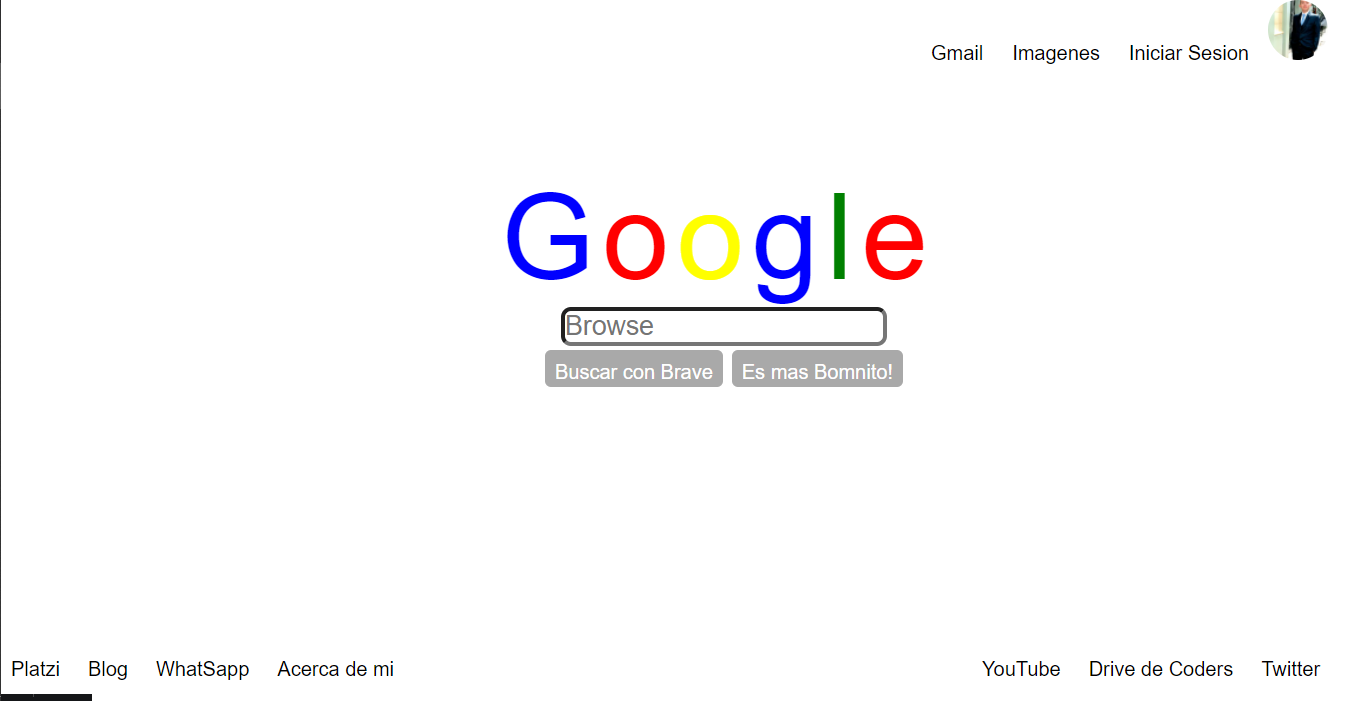 Gmail Imagenes Iniciar Sesion
Google
Browse
Buscar con Brave Es mas Bomnito!
Platzi Blog WhatSapp Acerca de mi YouTube Drive de Coders Twitter